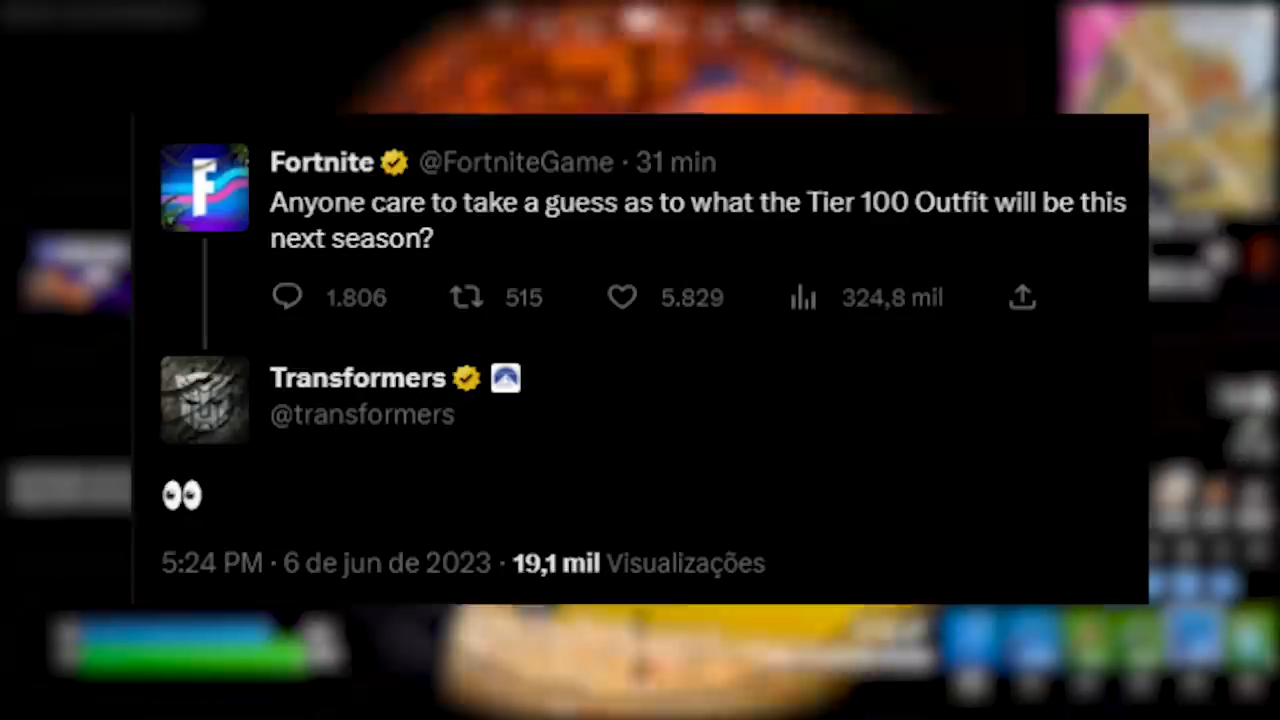 Fortnite @FortniteGame · 31 min
Anyone care to take a guess as to what the Tier 100 Outfit will be this
next season?
1.806 515 5.829 324,8 mil
Transformers
@transformers
👀
5:24 PM · 6 de jun de 2023 · 19,1 mil Visualizações